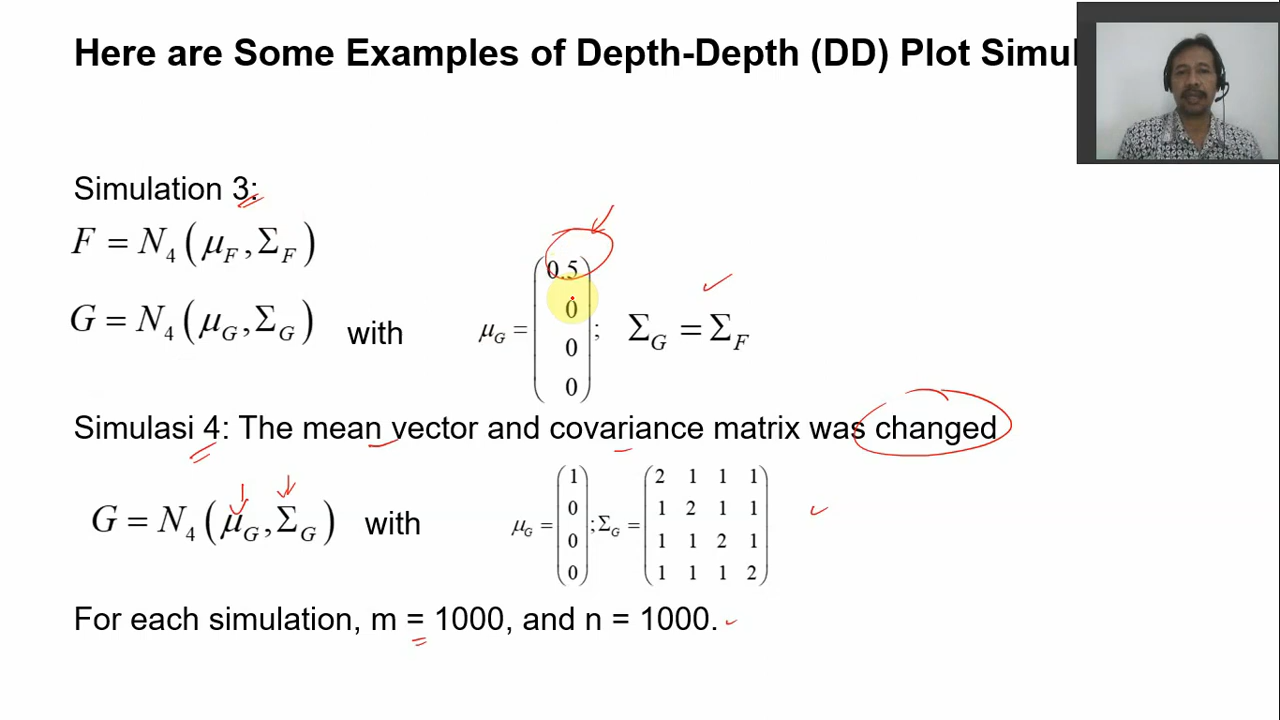 Here are Some Examples of Depth-Depth (DD) Plot Simul
Simulation 3:
F = N₄(μ_F, Σ_F)
G = N₄(μ_G, Σ_G) with μ_G = (0.5 0 0 0); Σ_G = Σ_F
Simulasi 4: The mean vector and covariance matrix was changed
G = N₄(μ_G, Σ_G) with μ_G = (1 0 0 0); Σ_G = (2 1 1 1 1 2 1 1 1 1 2 1 1 1 1 2)
For each simulation, m = 1000, and n = 1000.